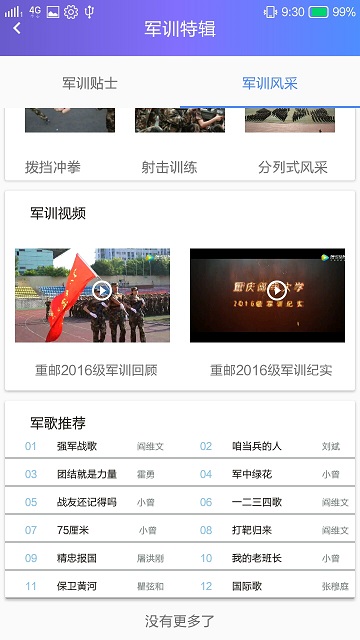 4G 9:30 99%
军训特辑
军训贴士 军训风采
拨挡冲拳 射击训练 分列式风采
军训视频
重庆邮电大学
2016级军训纪实
重邮2016级军训回顾 重邮2016级军训纪实
军歌推荐
01 强军战歌 阎维文 02 咱当兵的人 刘斌
03 团结就是力量 霍勇 04 军中绿花 小曾
05 战友还记得吗 小曾 06 一二三四歌 阎维文
07 75厘米 小曾 08 打靶归来 阎维文
09 精忠报国 屠洪刚 10 我的老班长 小曾
11 保卫黄河 瞿弦和 12 国际歌 张穆庭
没有更多了